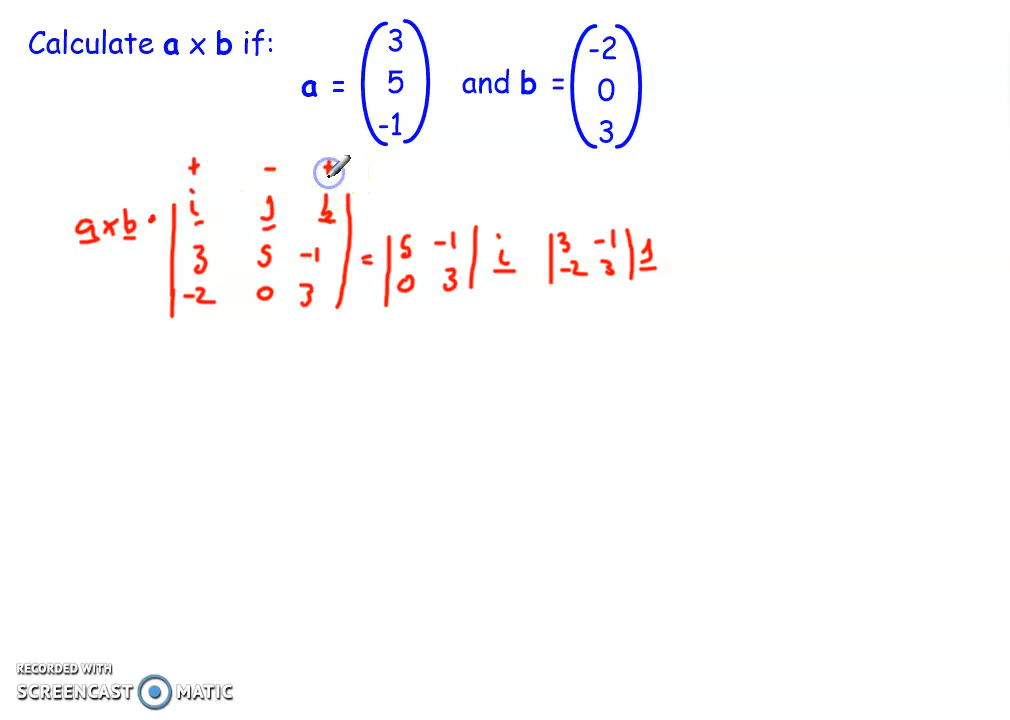 Calculate a x b if:
a = (3 5 -1) and b = (-2 0 3)
+ - +
a x b = | i j k |
| 3 5 -1 | = | 5 -1 | i | 3 -1 | j
| -2 0 3 | | 0 3 | | -2 3 |
RECORDED WITH
SCREENCAST MATIC